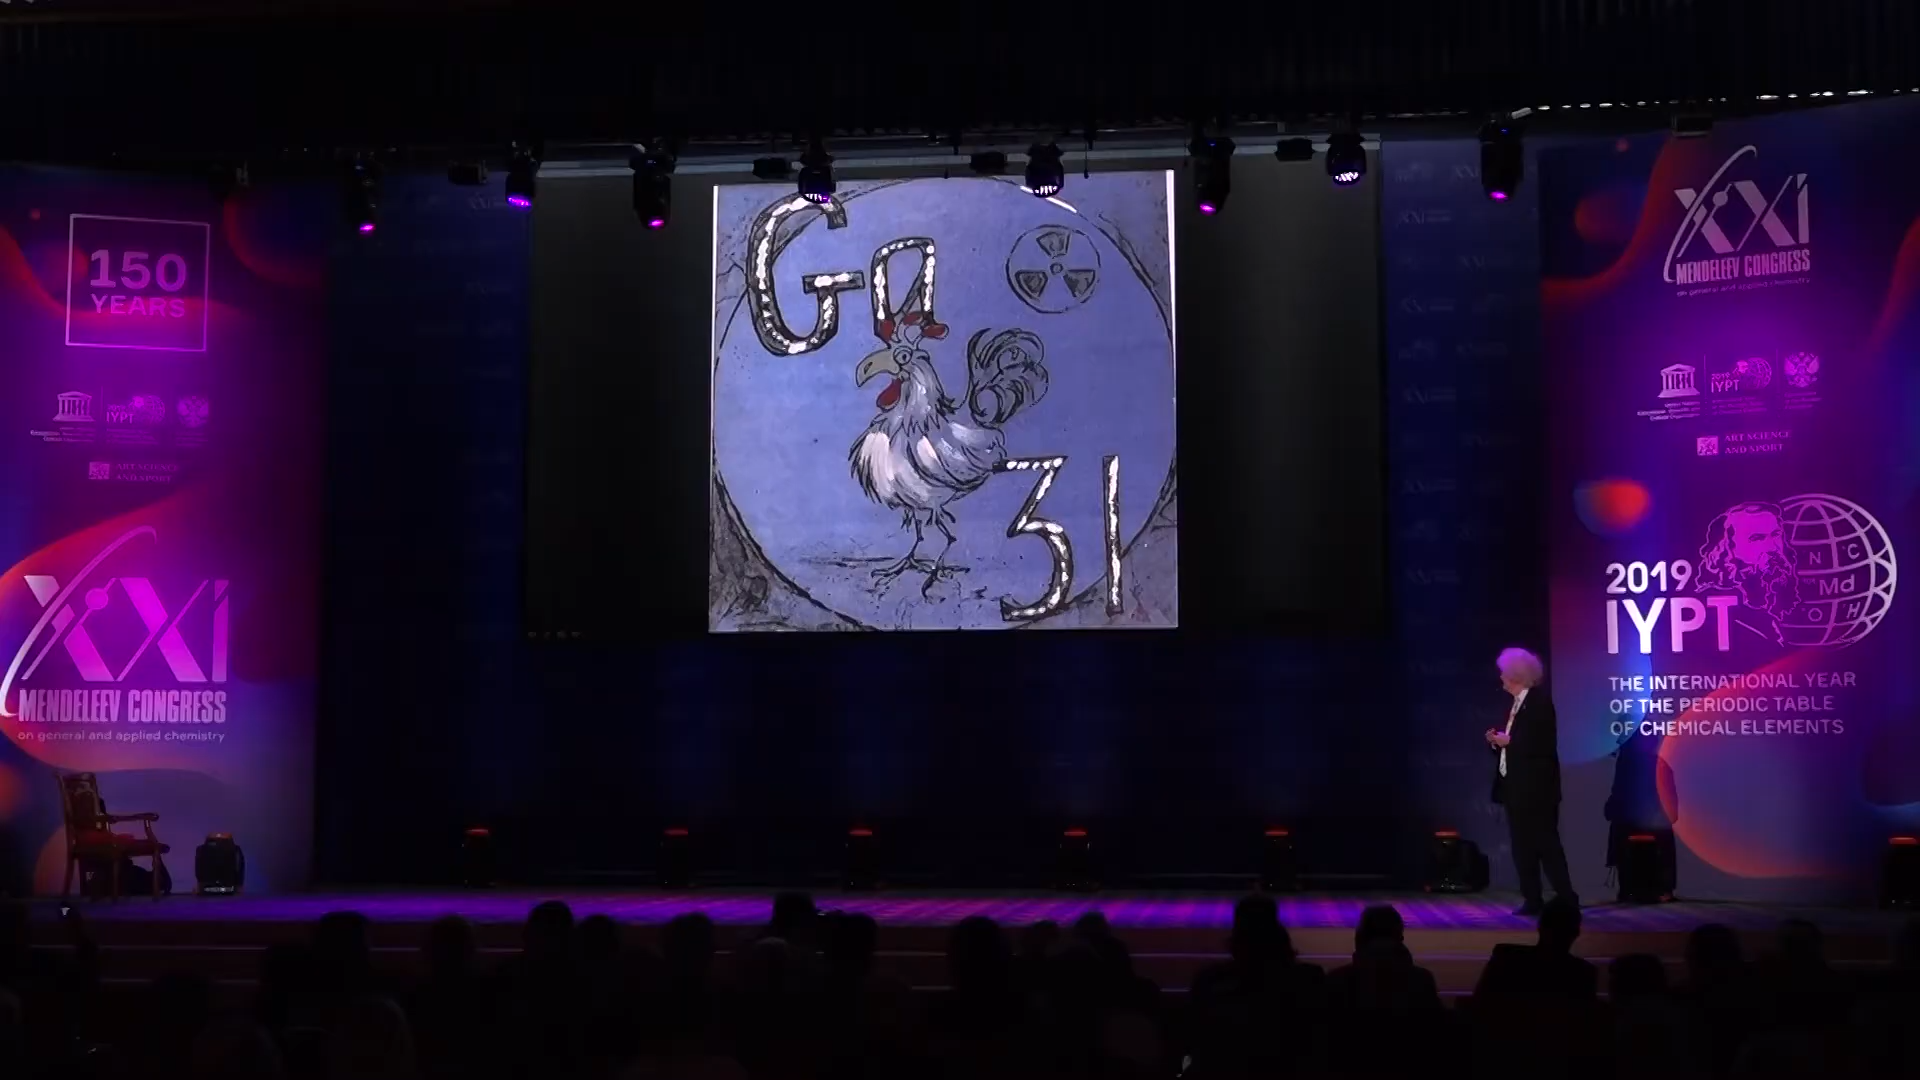 150
YEARS
IYPT
ART SCIENCE
AND SPORT
XXI
MENDELEEV CONGRESS
on general and applied chemistry
Ga
31
XXI
MENDELEEV CONGRESS
on general and applied chemistry
2019
IYPT
ART SCIENCE
AND SPORT
N C
Md
O H
2019
IYPT
THE INTERNATIONAL YEAR
OF THE PERIODIC TABLE
OF CHEMICAL ELEMENTS